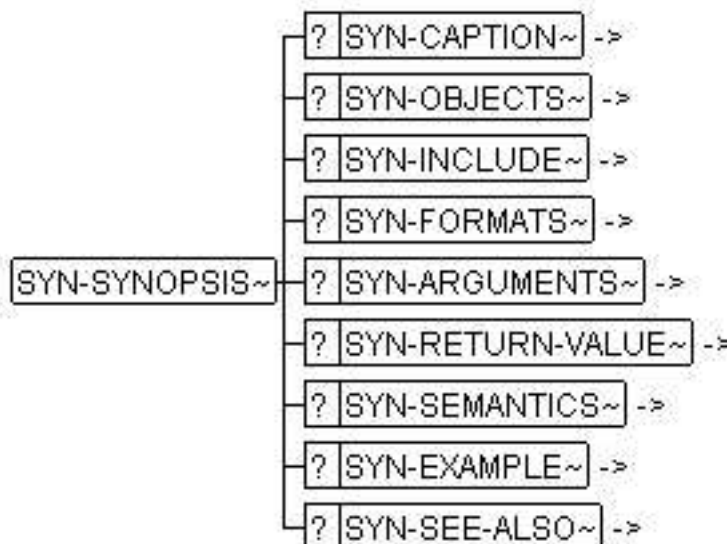 ? SYN-CAPTION~ ->
? SYN-OBJECTS~ ->
? SYN-INCLUDE~ ->
? SYN-FORMATS~ ->
SYN-SYNOPSIS~ ? SYN-ARGUMENTS~ ->
? SYN-RETURN-VALUE~ ->
? SYN-SEMANTICS~ ->
? SYN-EXAMPLE~ ->
? SYN-SEE-ALSO~ ->